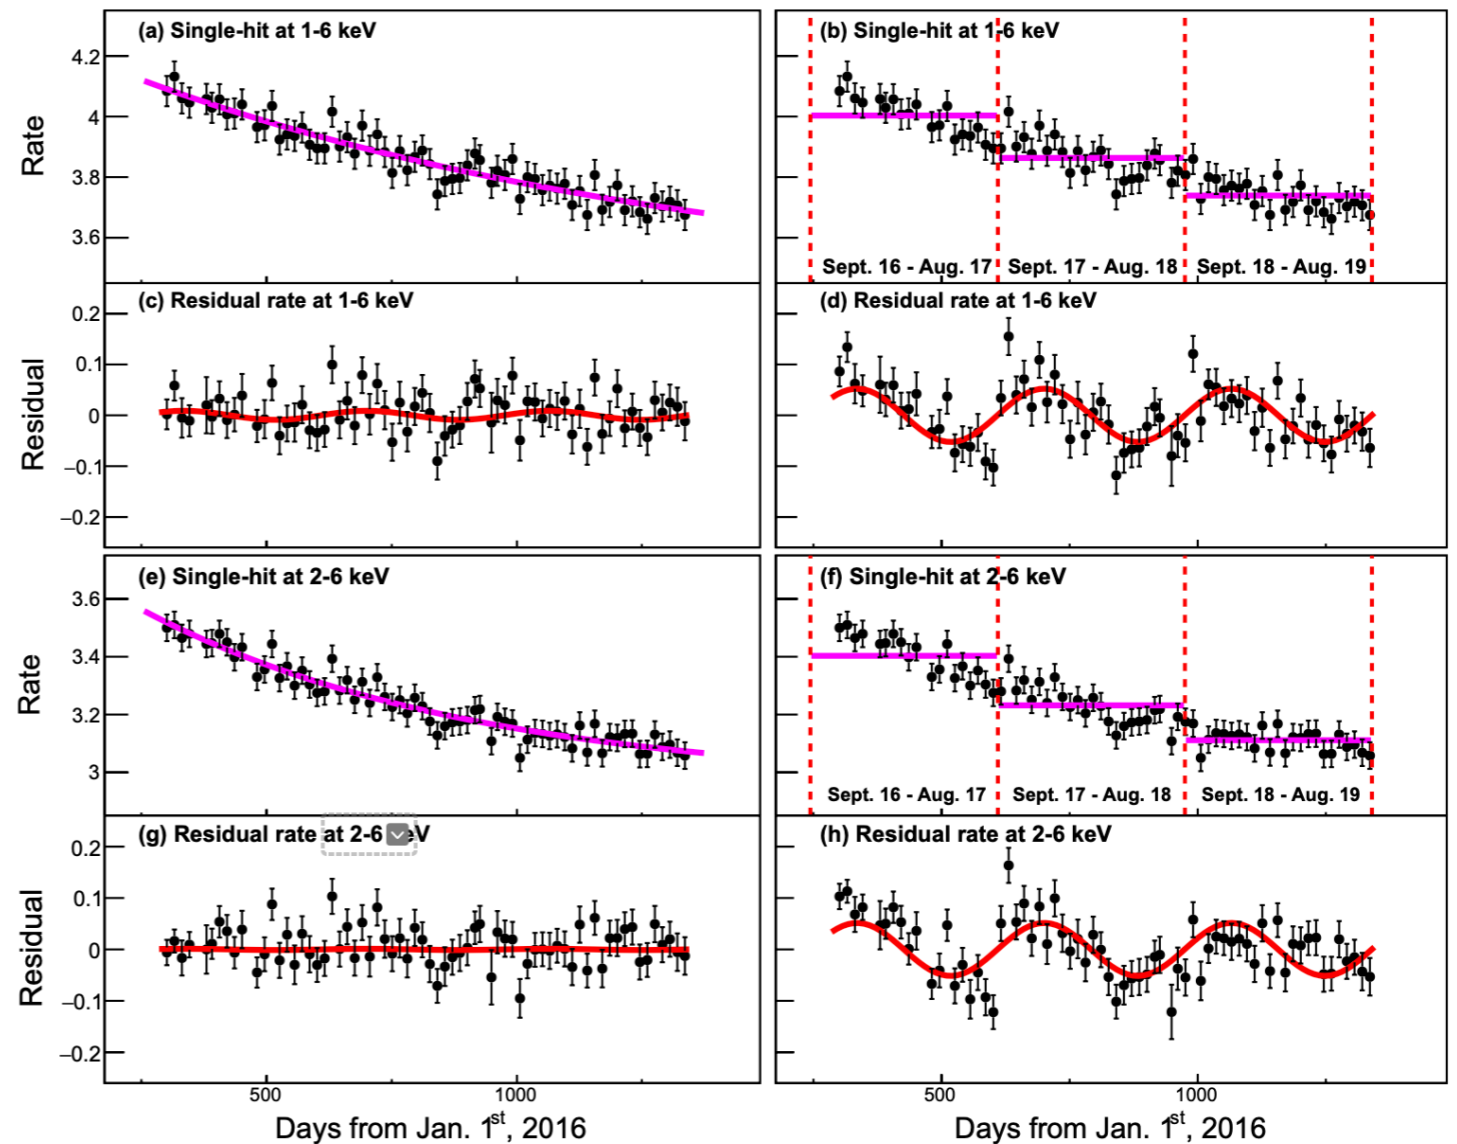 (a) Single-hit at 1-6 keV
4.2
4
3.8
3.6
Rate
(b) Single-hit at 1-6 keV
Sept. 16 - Aug. 17
Sept. 17 - Aug. 18
Sept. 18 - Aug. 19
(c) Residual rate at 1-6 keV
0.2
0.1
0
−0.1
−0.2
Residual
(d) Residual rate at 1-6 keV
(e) Single-hit at 2-6 keV
3.6
3.4
3.2
3
Rate
(f) Single-hit at 2-6 keV
Sept. 16 - Aug. 17
Sept. 17 - Aug. 18
Sept. 18 - Aug. 19
(g) Residual rate at 2-6 eV
0.2
0.1
0
−0.1
−0.2
Residual
500
1000
Days from Jan. 1st, 2016
(h) Residual rate at 2-6 keV
500
1000
Days from Jan. 1st, 2016